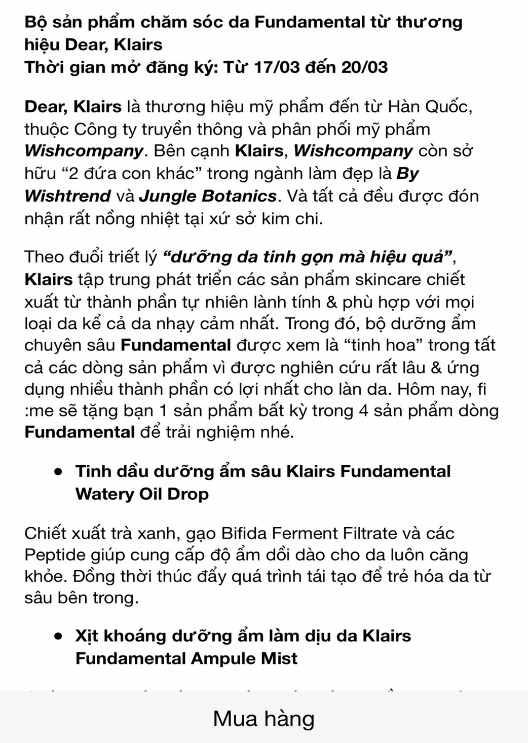 Bộ sản phẩm chăm sóc da Fundamental từ thương
hiệu Dear, Klairs
Thời gian mở đăng ký: Từ 17/03 đến 20/03
Dear, Klairs là thương hiệu mỹ phẩm đến từ Hàn Quốc,
thuộc Công ty truyền thông và phân phối mỹ phẩm
Wishcompany. Bên cạnh Klairs, Wishcompany còn sở
hữu “2 đứa con khác” trong ngành làm đẹp là By
Wishtrend và Jungle Botanics. Và tất cả đều được đón
nhận rất nồng nhiệt tại xứ sở kim chi.
Theo đuổi triết lý “dưỡng da tinh gọn mà hiệu quả”,
Klairs tập trung phát triển các sản phẩm skincare chiết
xuất từ thành phần tự nhiên lành tính & phù hợp với mọi
loại da kể cả da nhạy cảm nhất. Trong đó, bộ dưỡng ẩm
chuyên sâu Fundamental được xem là “tinh hoa” trong tất
cả các dòng sản phẩm vì được nghiên cứu rất lâu & ứng
dụng nhiều thành phần có lợi nhất cho làn da. Hôm nay, fi
:me sẽ tặng bạn 1 sản phẩm bất kỳ trong 4 sản phẩm dòng
Fundamental để trải nghiệm nhé.
• Tinh dầu dưỡng ẩm sâu Klairs Fundamental
Watery Oil Drop
Chiết xuất trà xanh, gạo Bifida Ferment Filtrate và các
Peptide giúp cung cấp độ ẩm dồi dào cho da luôn căng
khỏe. Đồng thời thúc đẩy quá trình tái tạo để trẻ hóa da từ
sâu bên trong.
• Xịt khoáng dưỡng ẩm làm dịu da Klairs
Fundamental Ampule Mist
Mua hàng